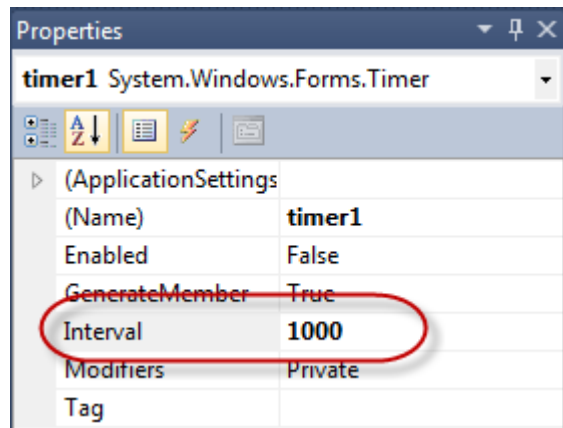 Properties
timer1 System.Windows.Forms.Timer
(ApplicationSettings
(Name) timer1
Enabled False
GenerateMember True
Interval 1000
Modifiers Private
Tag